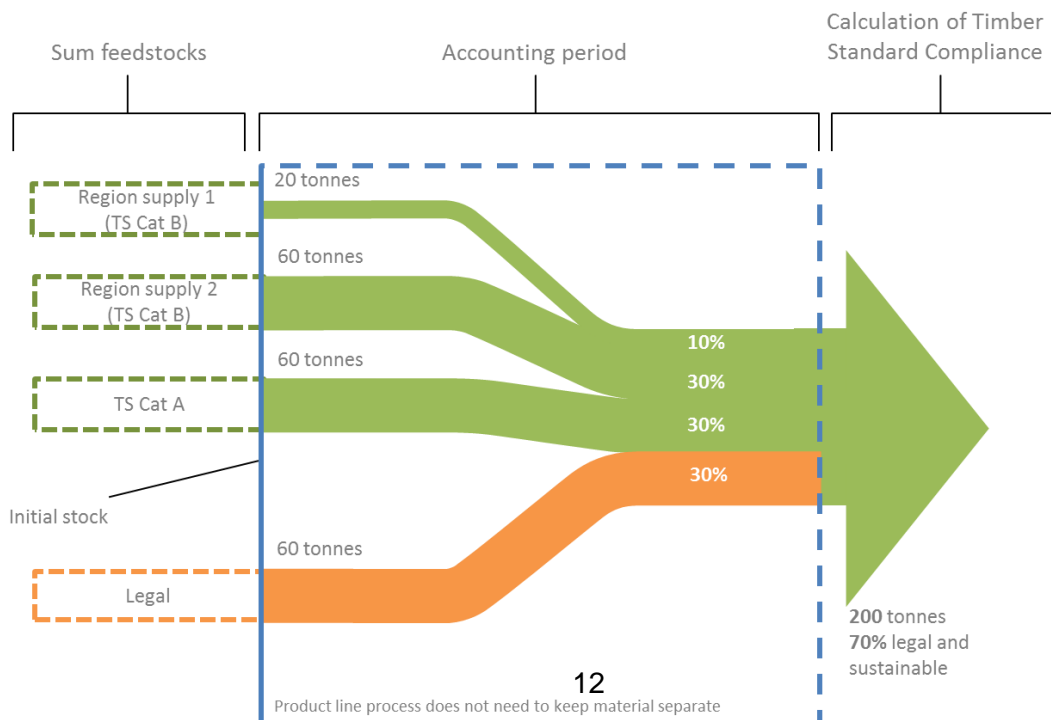 Sum feedstocks
Accounting period
Calculation of Timber
Standard Compliance
20 tonnes
Region supply 1
(TS Cat B)
60 tonnes
Region supply 2
(TS Cat B)
60 tonnes
TS Cat A
10%
30%
30%
30%
Initial stock
60 tonnes
Legal
200 tonnes
70% legal and
sustainable
12
Product line process does not need to keep material separate